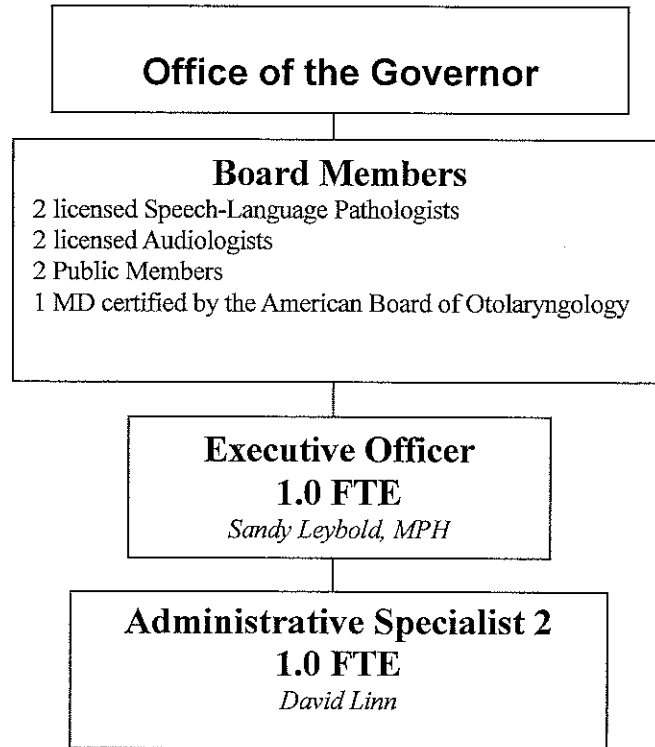 Office of the Governor
Board Members
2 licensed Speech-Language Pathologists
2 licensed Audiologists
2 Public Members
1 MD certified by the American Board of Otolaryngology
Executive Officer
1.0 FTE
Sandy Leybold, MPH
Administrative Specialist 2
1.0 FTE
David Linn